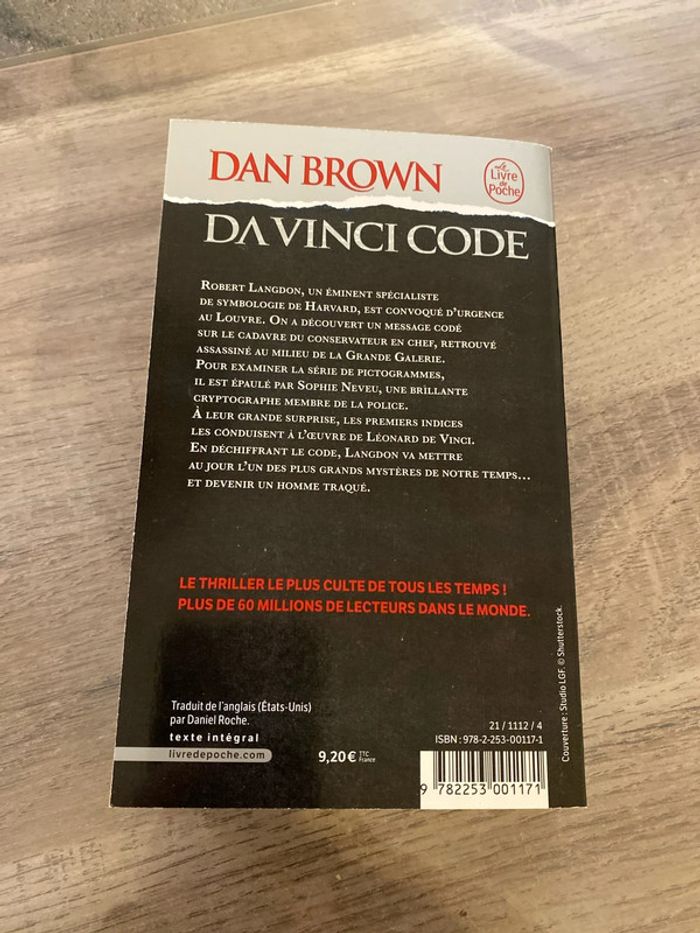 DAN BROWN
Le
Livre
de
Poche
DA VINCI CODE
Robert Langdon, un éminent spécialiste
de symbologie de Harvard, est convoqué d'urgence
au Louvre. On a découvert un message codé
sur le cadavre du conservateur en chef, retrouvé
assassiné au milieu de la Grande Galerie.
Pour examiner la série de pictogrammes,
il est épaulé par Sophie Neveu, une brillante
cryptographe membre de la police.
À leur grande surprise, les premiers indices
les conduisent à l'œuvre de Léonard de Vinci.
En déchiffrant le code, Langdon va mettre
au jour l'un des plus grands mystères de notre temps...
et devenir un homme traqué.
LE THRILLER LE PLUS CULTE DE TOUS LES TEMPS !
PLUS DE 60 MILLIONS DE LECTEURS DANS LE MONDE.
Traduit de l'anglais (États-Unis)
par Daniel Roche.
texte intégral
livredepoche.com
9,20 € TTC
France
21 / 1112 / 4
ISBN : 978-2-253-00117-1
9 782253 001171
Couverture : Studio LGF. © Shutterstock.